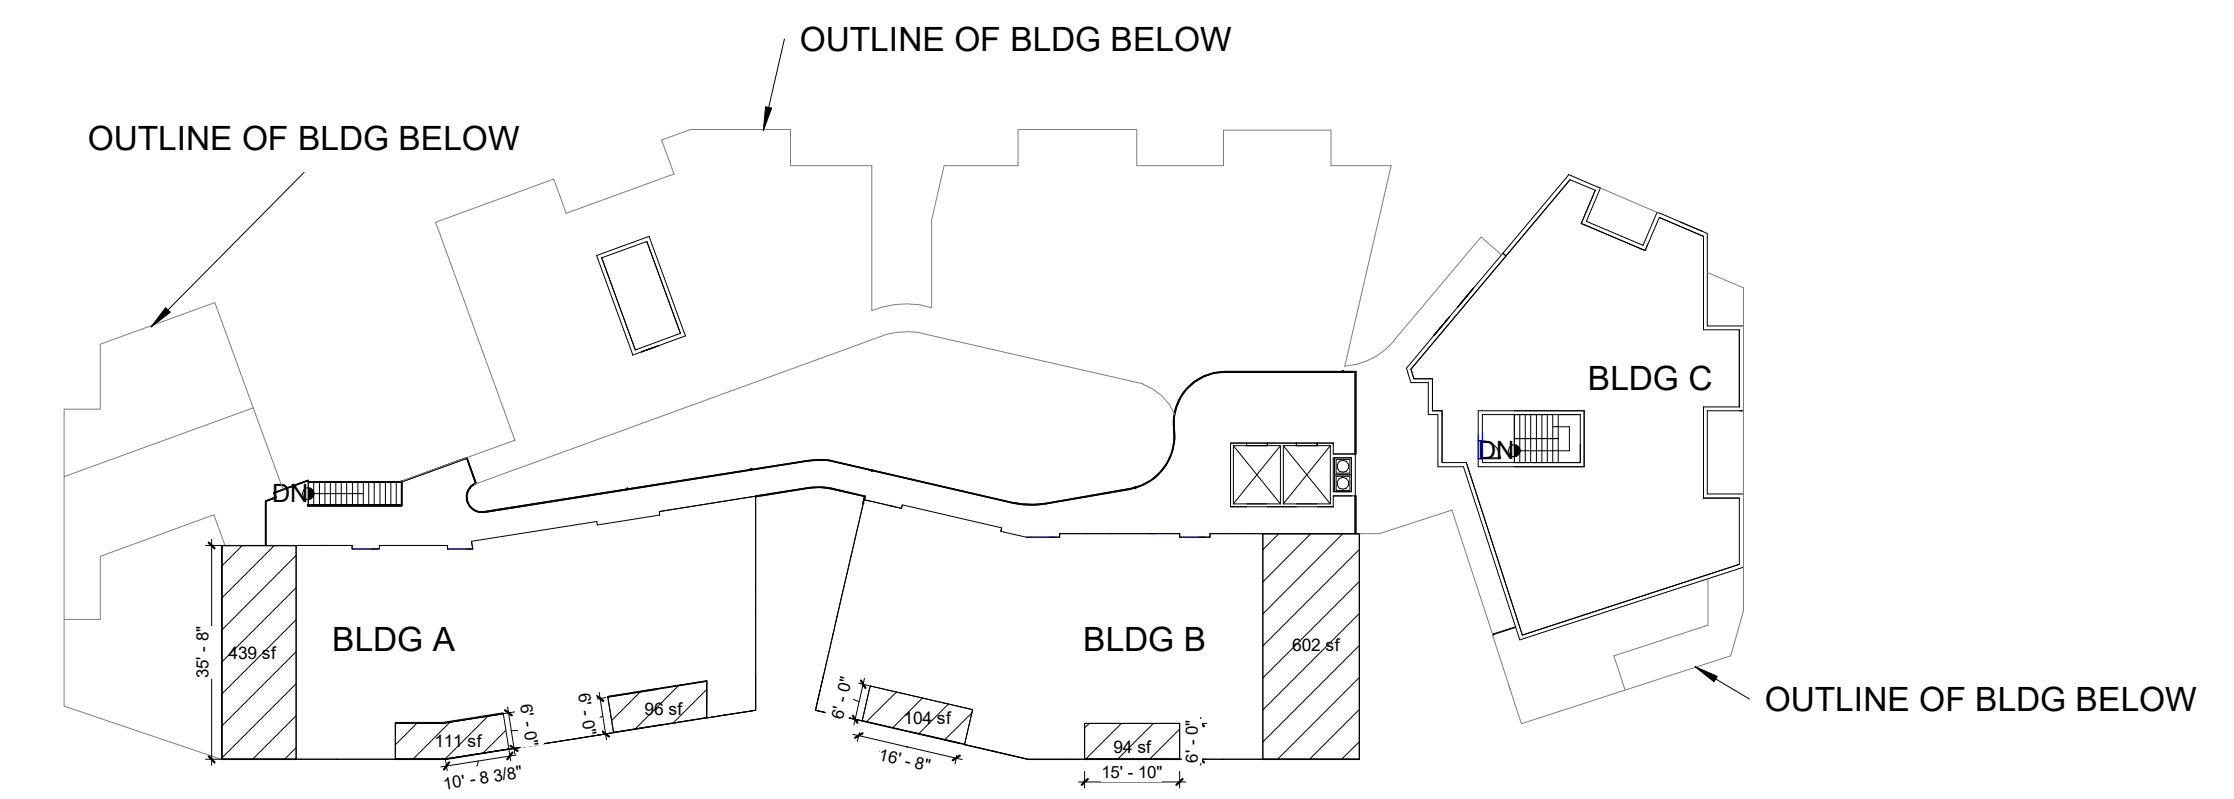 OUTLINE OF BLDG BELOW
OUTLINE OF BLDG BELOW
BLDG C
DN
DN
35' - 8"
439 sf
BLDG A
BLDG B
602 sf
6' - 0"
96 sf
6' - 0"
111 sf
10' - 8 3/8"
6' - 0"
104 sf
16' - 8"
94 sf
6' - 0"
15' - 10"
OUTLINE OF BLDG BELOW